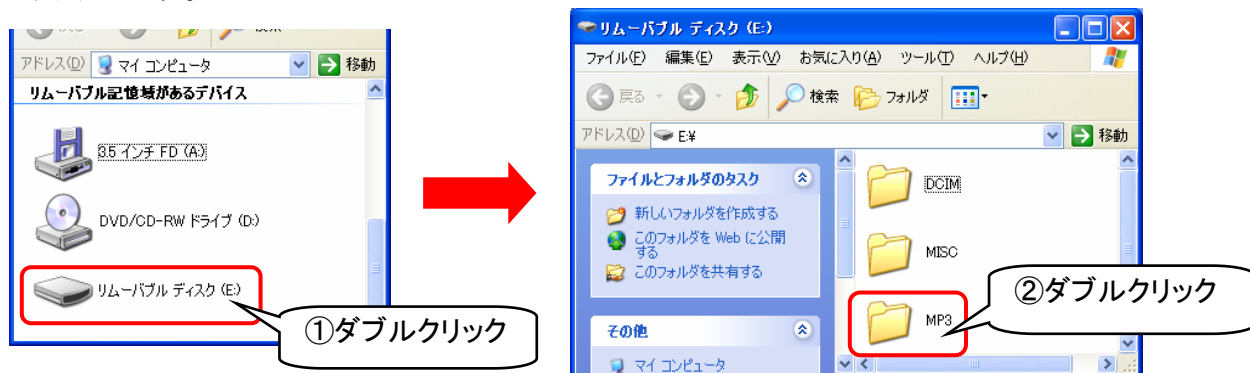 アドレス(D) マイ コンピュータ 移動
リムーバブル記憶域があるデバイス
3.5 インチ FD (A:)
DVD/CD-RW ドライブ (D:)
リムーバブル ディスク (E:)
①ダブルクリック
リムーバブル ディスク (E:)
ファイル(F) 編集(E) 表示(V) お気に入り(A) ツール(T) ヘルプ(H)
戻る 検索 フォルダ
アドレス(D) E:¥ 移動
ファイルとフォルダのタスク
新しいフォルダを作成する
このフォルダを Web に公開
する
このフォルダを共有する
その他
マイ コンピュータ
DCIM
MISC
MP3
②ダブルクリック